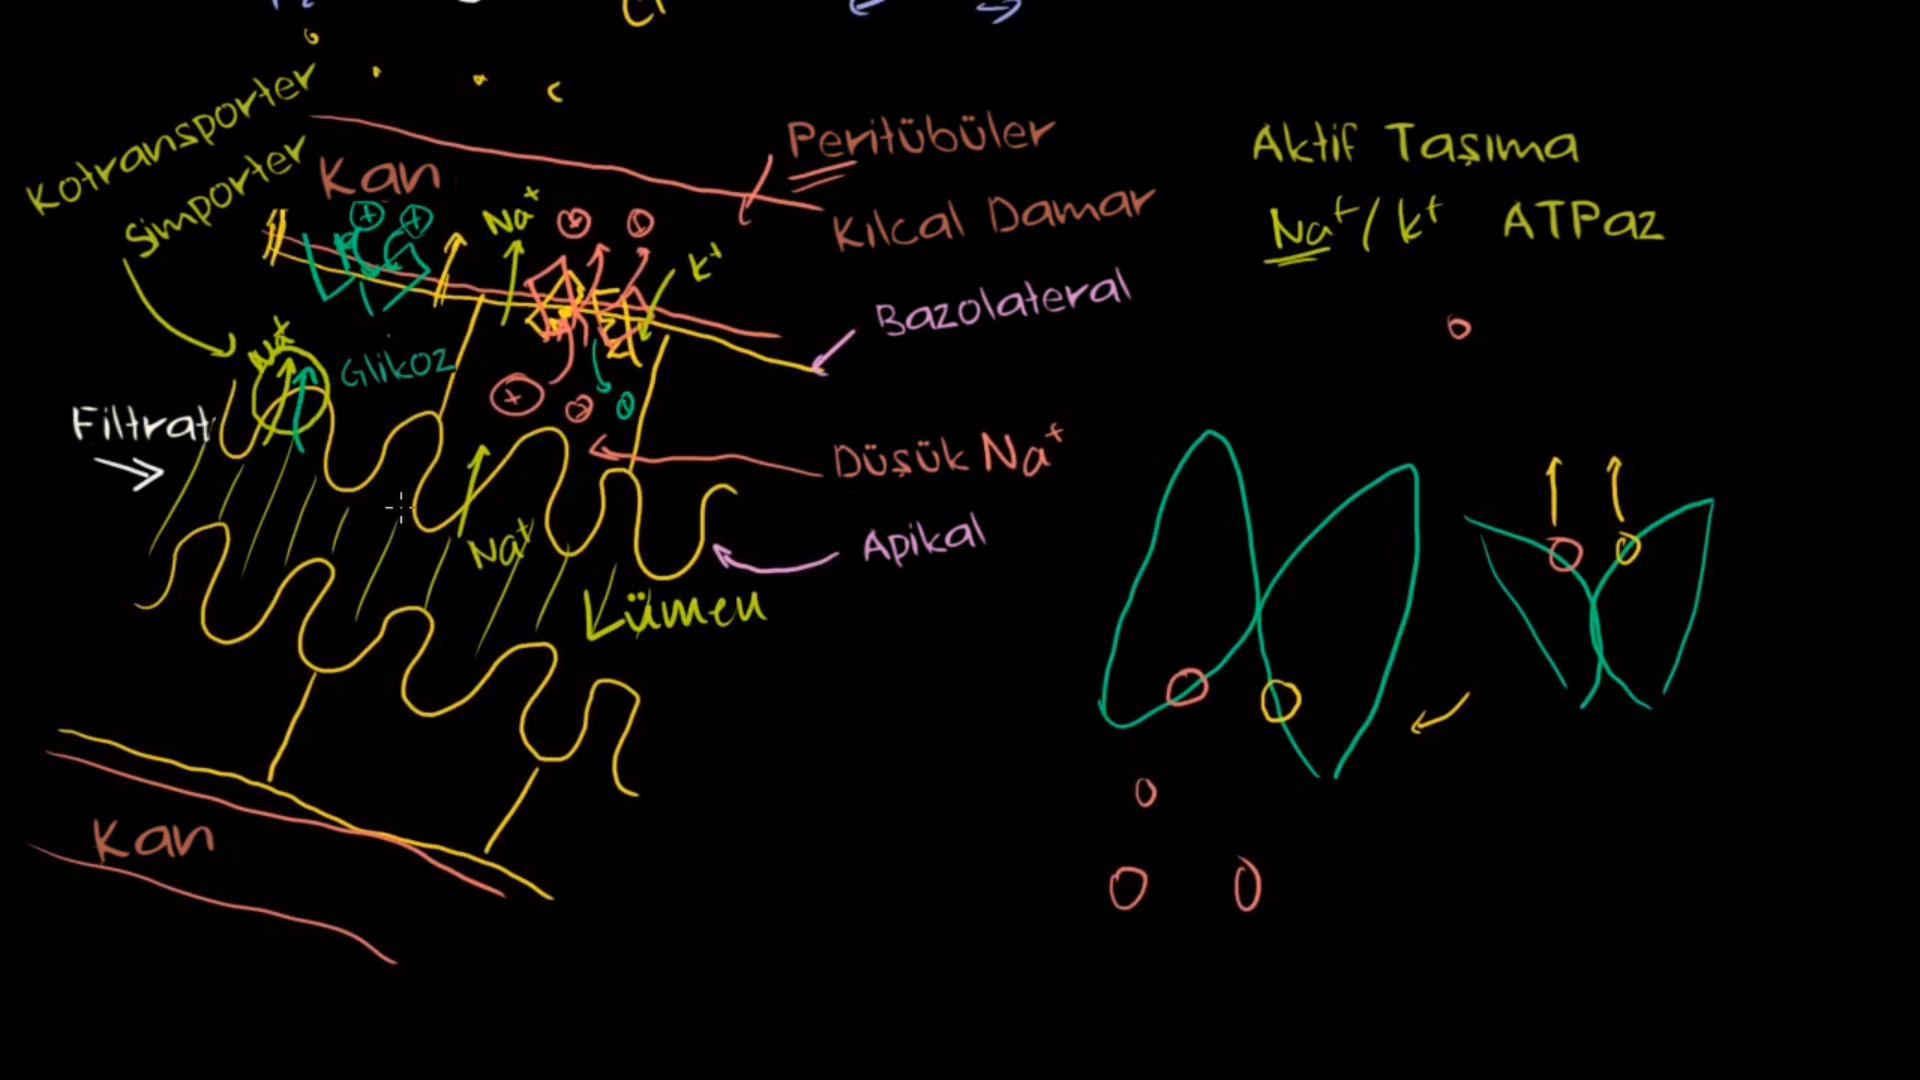 Kotransporter
Simporter
Kan
Na⁺
K⁺
Peritübüler
Kılcal Damar
Bazolateral
Aktif Taşıma
Na⁺/K⁺ ATPaz
Na⁺
Glikoz
Filtrat
Düşük Na⁺
Apikal
Na⁺
Lümen
Kan